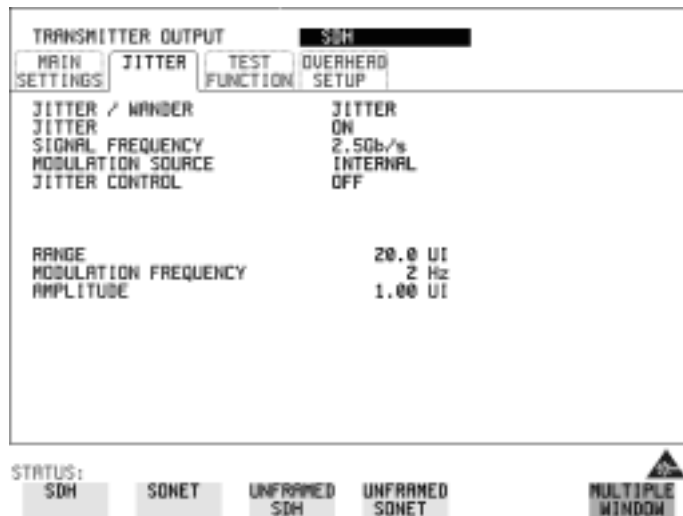 TRANSMITTER OUTPUT SDH
MAIN SETTINGS JITTER TEST FUNCTION OVERHEAD SETUP
JITTER / WANDER JITTER
JITTER ON
SIGNAL FREQUENCY 2.5Gb/s
MODULATION SOURCE INTERNAL
JITTER CONTROL OFF
RANGE 20.0 UI
MODULATION FREQUENCY 2 Hz
AMPLITUDE 1.00 UI
STATUS:
SDH SONET UNFRAMED SDH UNFRAMED SONET MULTIPLE WINDOW